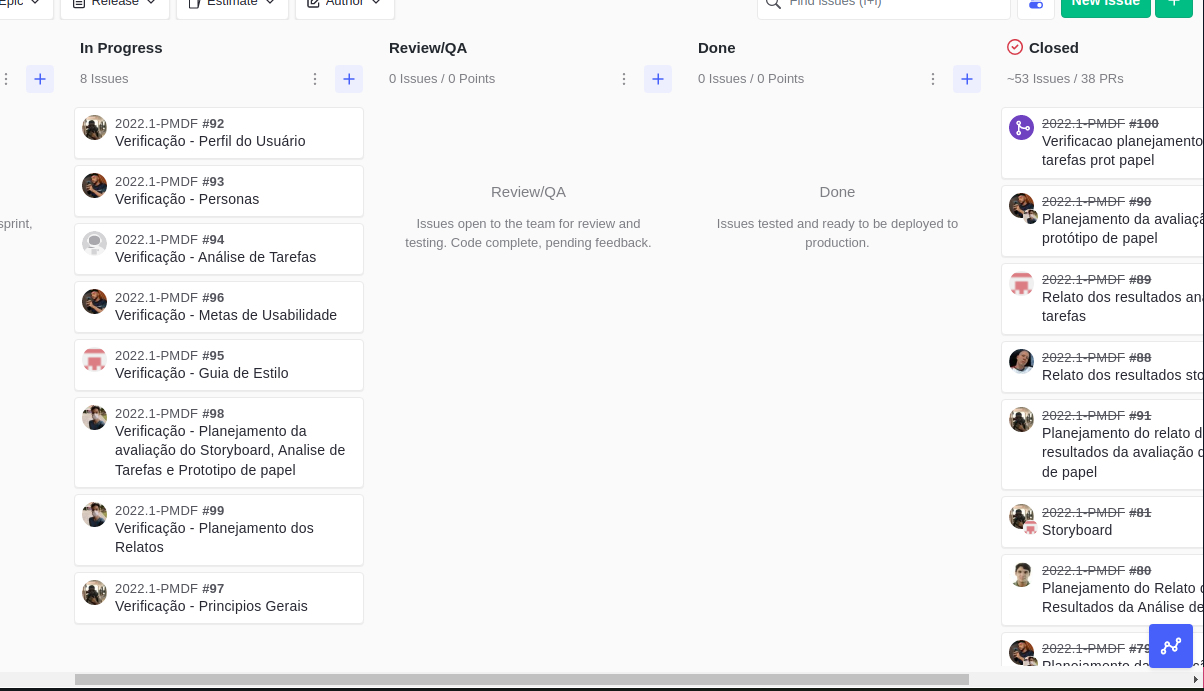 Epic
Release
Estimate
Author
Find issues (f+f)
New Issue
In Progress
8 Issues
Review/QA
0 Issues / 0 Points
Done
0 Issues / 0 Points
Closed
~53 Issues / 38 PRs
sprint,
2022.1-PMDF #92
Verificação - Perfil do Usuário
2022.1-PMDF #93
Verificação - Personas
2022.1-PMDF #94
Verificação - Análise de Tarefas
2022.1-PMDF #96
Verificação - Metas de Usabilidade
2022.1-PMDF #95
Verificação - Guia de Estilo
2022.1-PMDF #98
Verificação - Planejamento da
avaliação do Storyboard, Analise de
Tarefas e Prototipo de papel
2022.1-PMDF #99
Verificação - Planejamento dos
Relatos
2022.1-PMDF #97
Verificação - Principios Gerais
Review/QA
Issues open to the team for review and
testing. Code complete, pending feedback.
Done
Issues tested and ready to be deployed to
production.
2022.1-PMDF #100
Verificacao planejamento
tarefas prot papel
2022.1-PMDF #90
Planejamento da avaliaçã
protótipo de papel
2022.1-PMDF #89
Relato dos resultados an
tarefas
2022.1-PMDF #88
Relato dos resultados sto
2022.1-PMDF #91
Planejamento do relato d
resultados da avaliação d
de papel
2022.1-PMDF #81
Storyboard
2022.1-PMDF #80
Planejamento do Relato d
Resultados da Análise de
2022.1-PMDF #79
Planejamento da